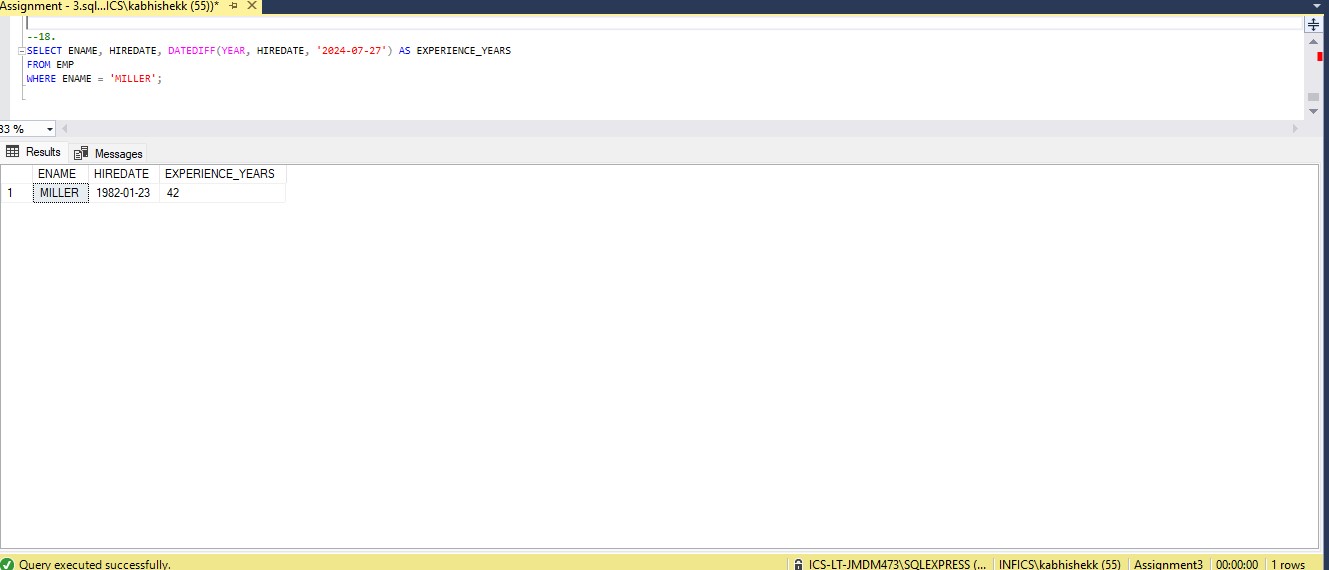 Assignment - 3.sql...ICS\kabhishekk (55))*
--18.
SELECT ENAME, HIREDATE, DATEDIFF(YEAR, HIREDATE, '2024-07-27') AS EXPERIENCE_YEARS
FROM EMP
WHERE ENAME = 'MILLER';
83 %
Results Messages
ENAME HIREDATE EXPERIENCE_YEARS
1 MILLER 1982-01-23 42
Query executed successfully. ICS-LT-JMDM473\SQLEXPRESS (... INFICS\kabhishekk (55) Assignment3 00:00:00 1 rows